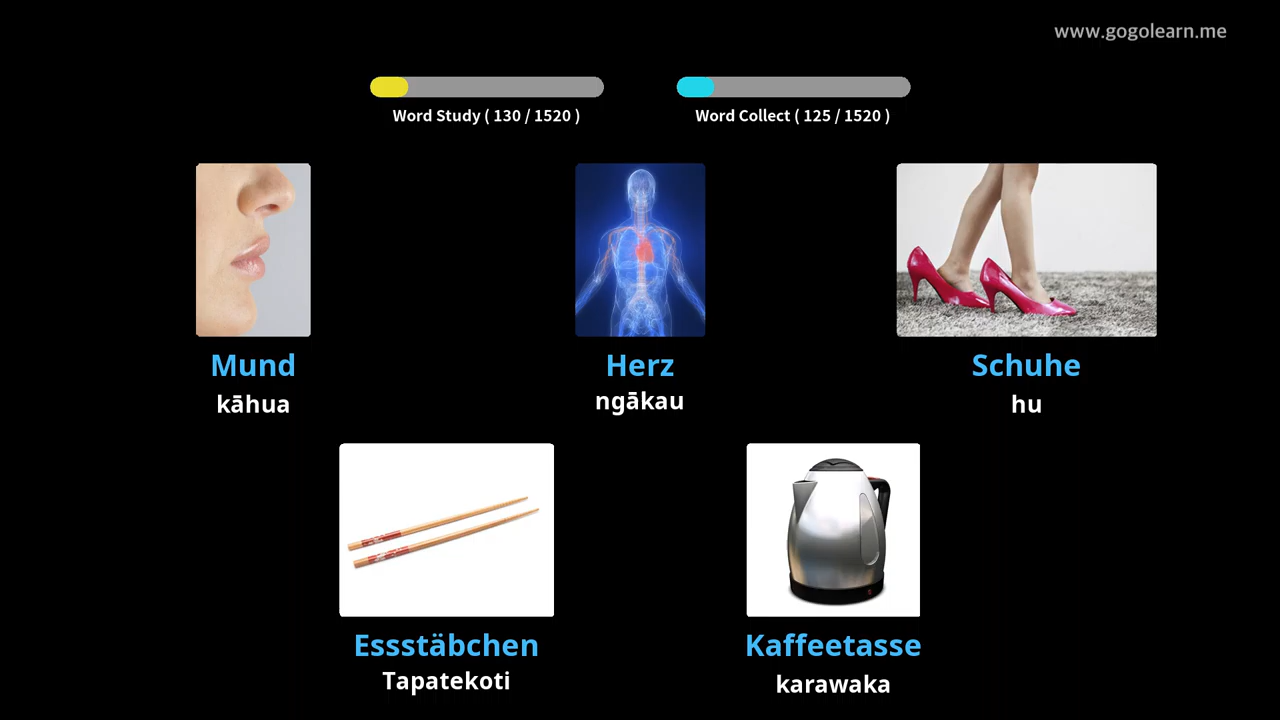 www.gogolearn.me
Word Study ( 130 / 1520 )
Word Collect ( 125 / 1520 )
Mund
kāhua
Herz
ngākau
Schuhe
hu
Essstäbchen
Tapatekoti
Kaffeetasse
karawaka